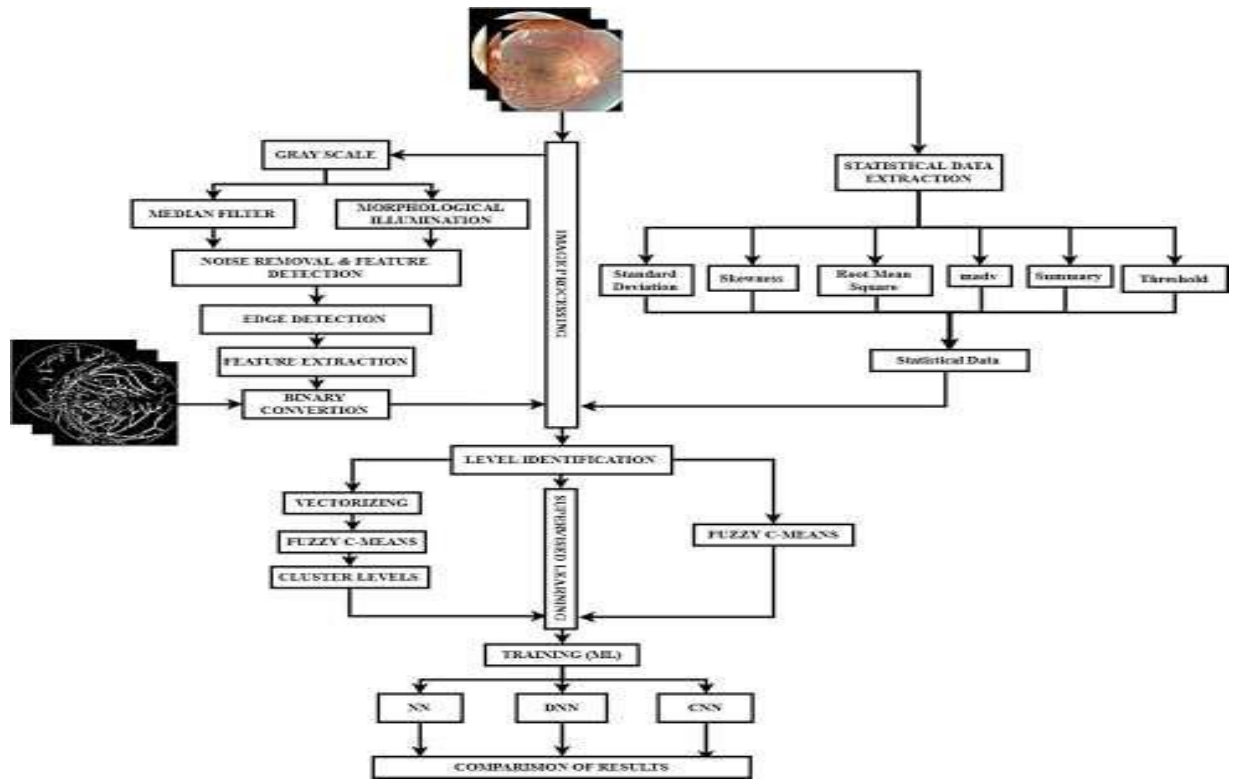 GRAY SCALE
STATISTICAL DATA
EXTRACTION
MEDIAN FILTER
MORPHOLOGICAL
ILLUMINATION
IMAGE PROCESSING
NOISE REMOVAL & FEATURE
DETECTION
Standard
Deviation
Skewness
Root Mean
Square
madv
Summary
Threshold
EDGE DETECTION
FEATURE EXTRACTION
Statistical Data
BINARY
CONVERTION
LEVEL IDENTIFICATION
VECTORIZING
SUPERVISED LEARNING
FUZZY C-MEANS
FUZZY C-MEANS
CLUSTER LEVELS
TRAINING (ML)
NN
DNN
CNN
COMPARISION OF RESULTS